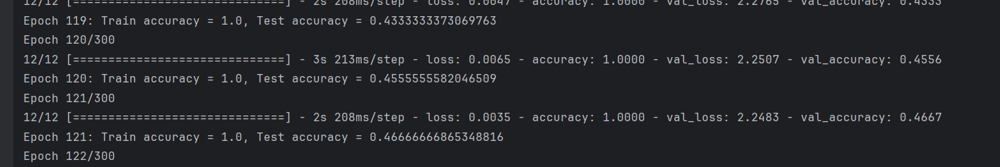 12/12 [==============================] - 2s 208ms/step - loss: 0.0047 - accuracy: 1.0000 - val_loss: 2.2765 - val_accuracy: 0.4333
Epoch 119: Train accuracy = 1.0, Test accuracy = 0.4333333373069763
Epoch 120/300
12/12 [==============================] - 3s 213ms/step - loss: 0.0065 - accuracy: 1.0000 - val_loss: 2.2507 - val_accuracy: 0.4556
Epoch 120: Train accuracy = 1.0, Test accuracy = 0.4555555582046509
Epoch 121/300
12/12 [==============================] - 2s 208ms/step - loss: 0.0035 - accuracy: 1.0000 - val_loss: 2.2483 - val_accuracy: 0.4667
Epoch 121: Train accuracy = 1.0, Test accuracy = 0.46666666865348816
Epoch 122/300